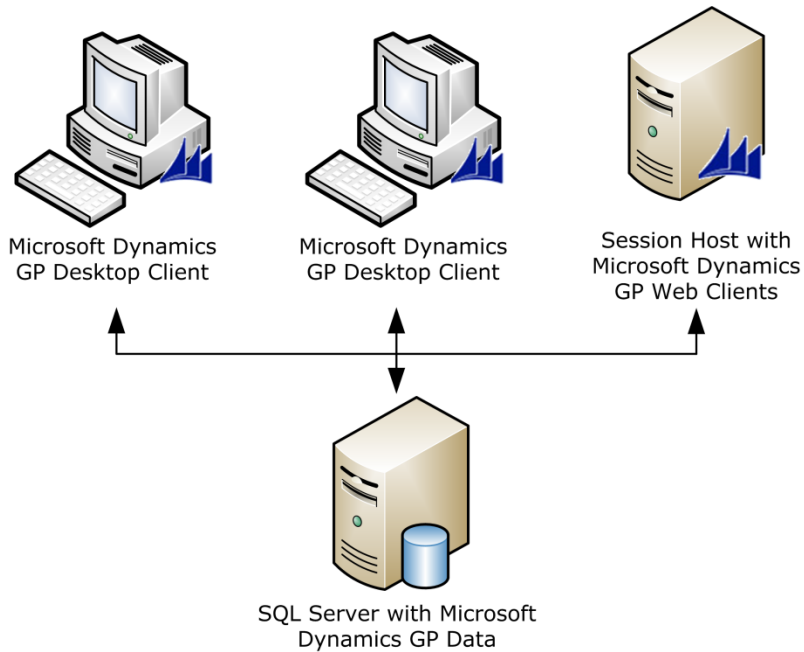 Microsoft Dynamics
GP Desktop Client
Microsoft Dynamics
GP Desktop Client
Session Host with
Microsoft Dynamics
GP Web Clients
SQL Server with Microsoft
Dynamics GP Data